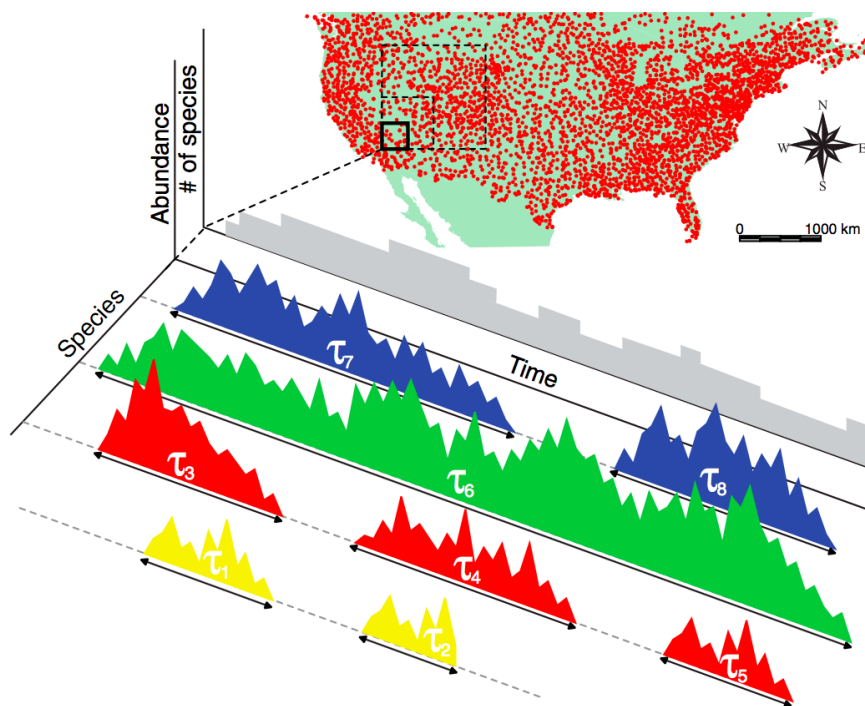 Abundance
# of species
N
W E
S
0 1000 km
Species
Time
τ7
τ8
τ6
τ3
τ4
τ1
τ2
τ5